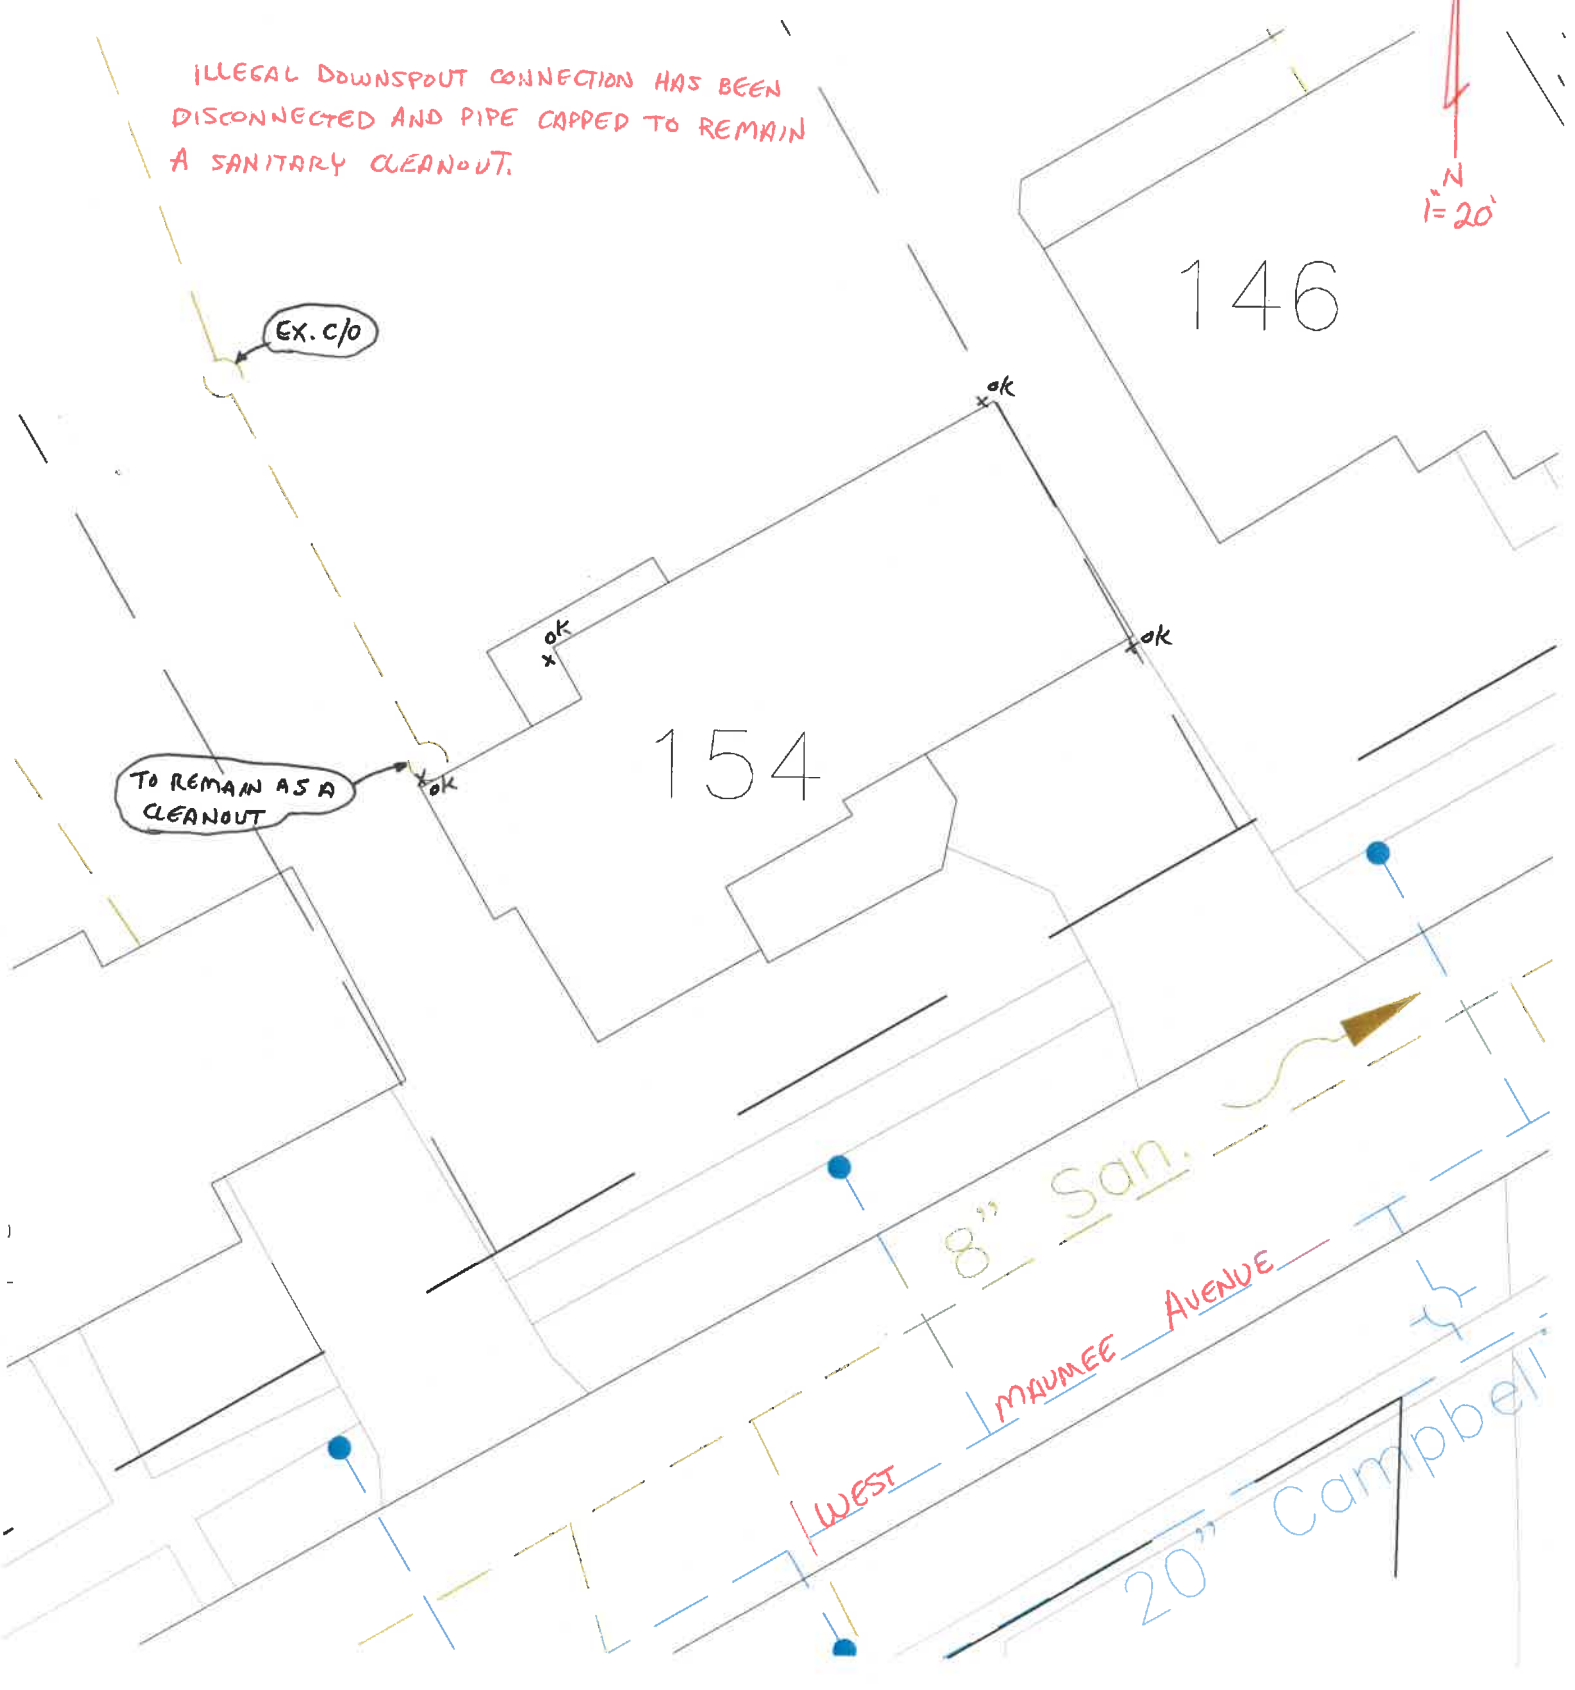 ILLEGAL DOWNSPOUT CONNECTION HAS BEEN
DISCONNECTED AND PIPE CAPPED TO REMAIN
A SANITARY CLEANOUT.
N
1"=20'
146
EX. C/O
ok
ok
ok
154
TO REMAIN AS A
CLEANOUT
ok
8" San.
WEST MAUMEE AVENUE
20" Campbell